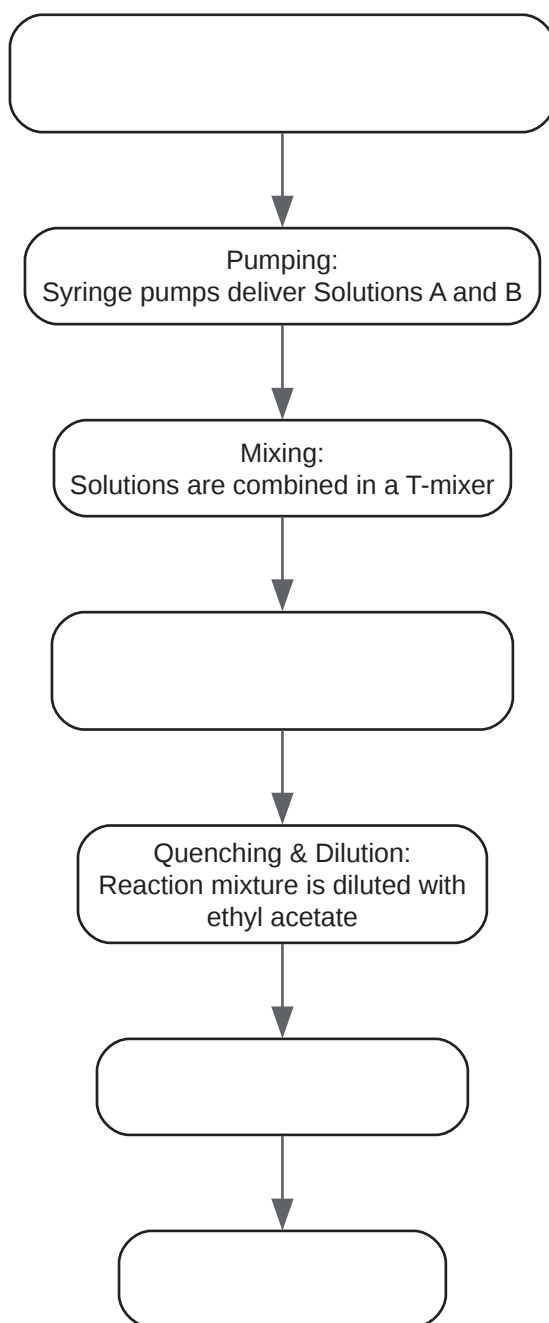 Pumping:
Syringe pumps deliver Solutions A and B
Mixing:
Solutions are combined in a T-mixer
Quenching & Dilution:
Reaction mixture is diluted with
ethyl acetate